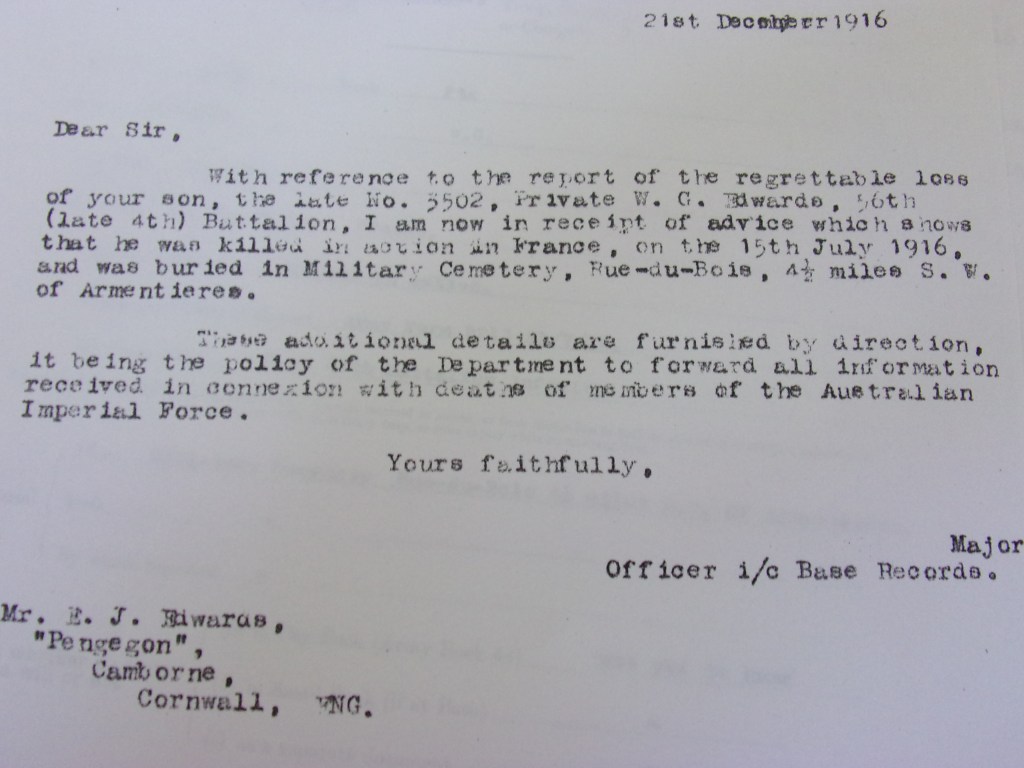 21st December 1916
Dear Sir,
With reference to the report of the regrettable loss
of your son, the late No. 3502, Private W. G. Edwards, 56th
(late 4th) Battalion, I am now in receipt of advice which shows
that he was killed in action in France, on the 15th July 1916,
and was buried in Military Cemetery, Rue-du-Bois, 4½ miles S. W.
of Armentieres.
These additional details are furnished by direction,
it being the policy of the Department to forward all information
received in connexion with deaths of members of the Australian
Imperial Force.
Yours faithfully,
Major
Officer i/c Base Records.
Mr. E. J. Edwards,
"Pengegon",
Camborne,
Cornwall, ENG.